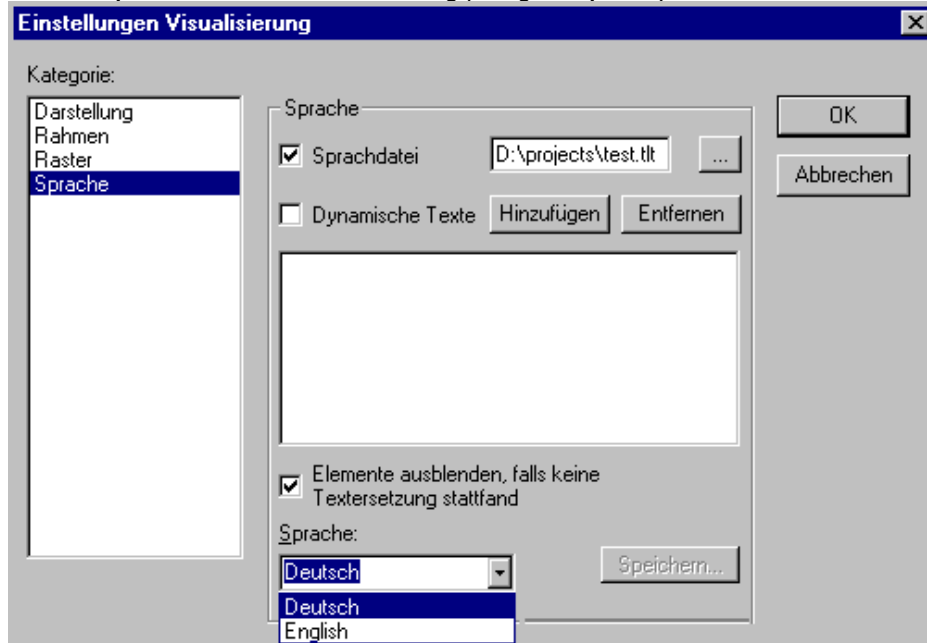 Einstellungen Visualisierung
Kategorie:
Darstellung
Rahmen
Raster
Sprache
Sprache
Sprachdatei D:\projects\test.tlt ...
Dynamische Texte Hinzufügen Entfernen
Elemente ausblenden, falls keine
Textersetzung stattfand
Sprache:
Deutsch
Deutsch
English
Speichern...
OK
Abbrechen